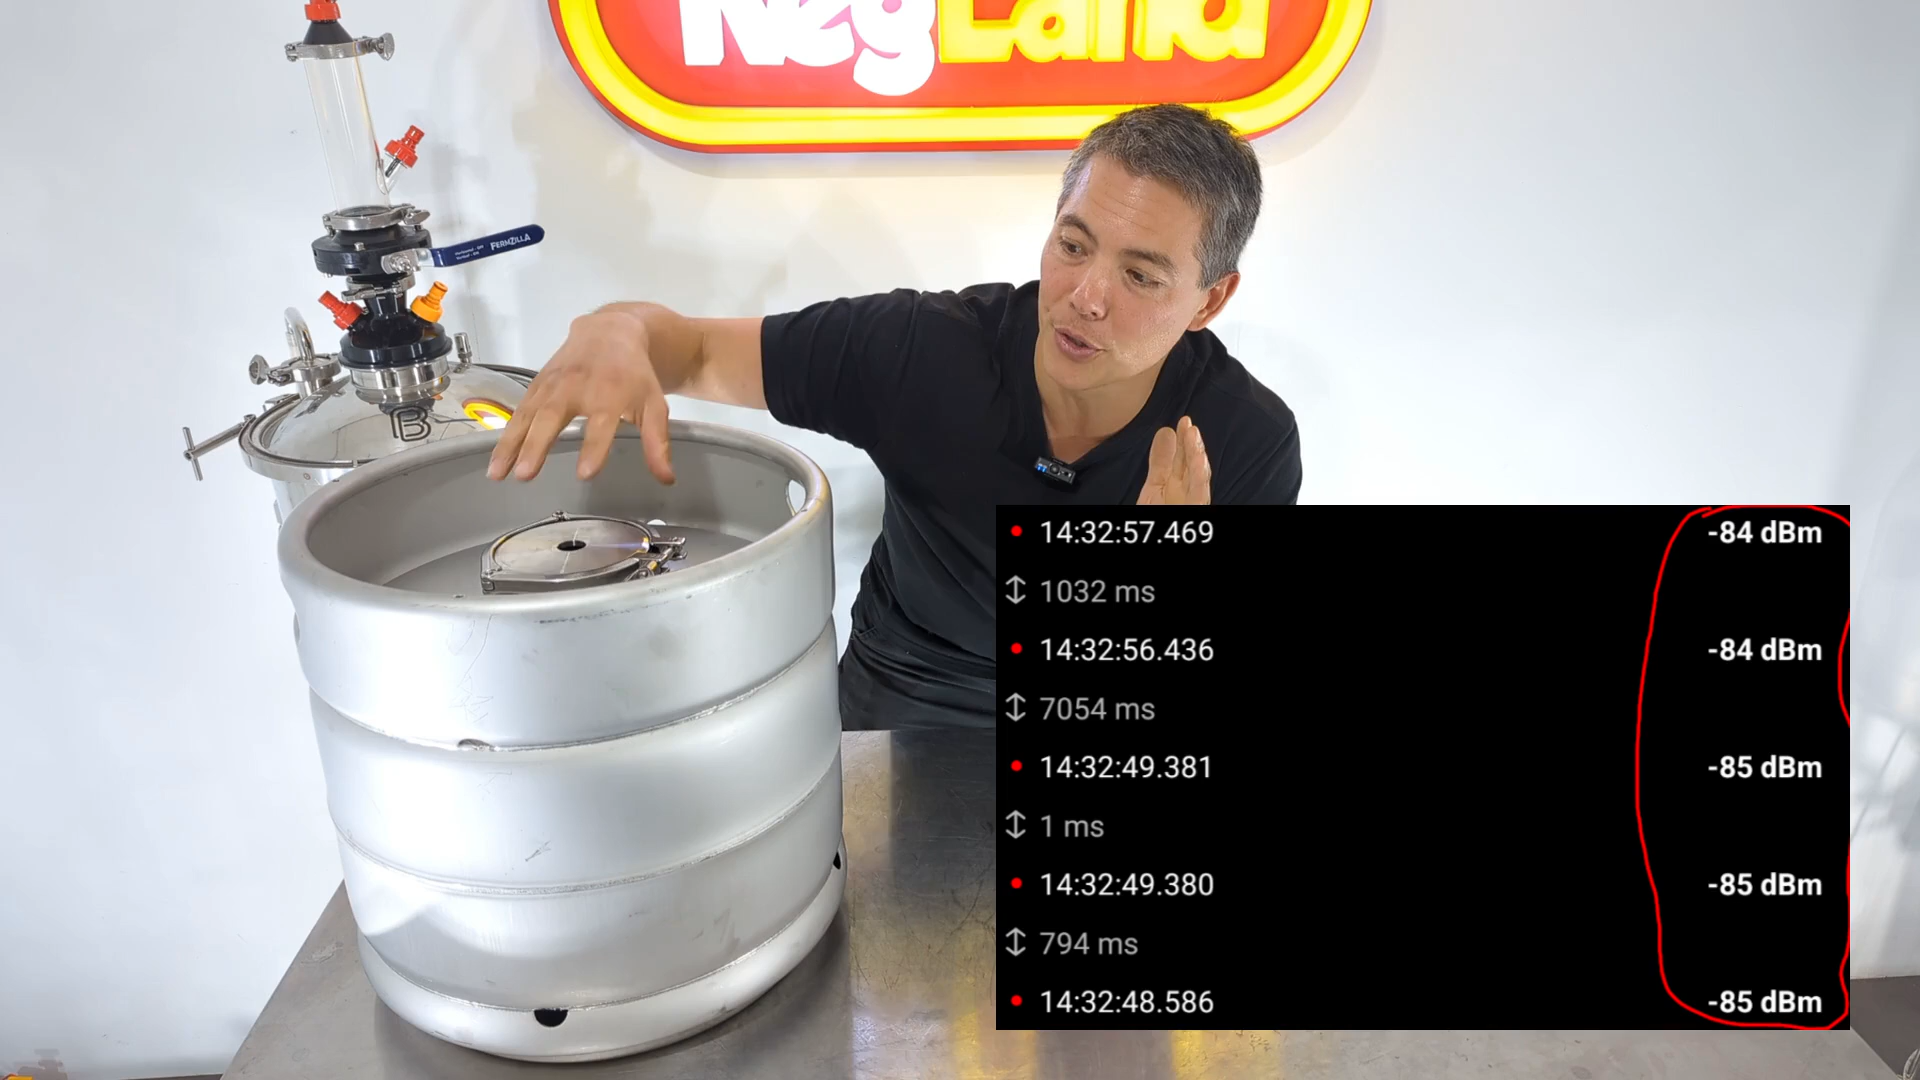 KegLand
FERMZILLA
B
14:32:57.469 -84 dBm
1032 ms
14:32:56.436 -84 dBm
7054 ms
14:32:49.381 -85 dBm
1 ms
14:32:49.380 -85 dBm
794 ms
14:32:48.586 -85 dBm